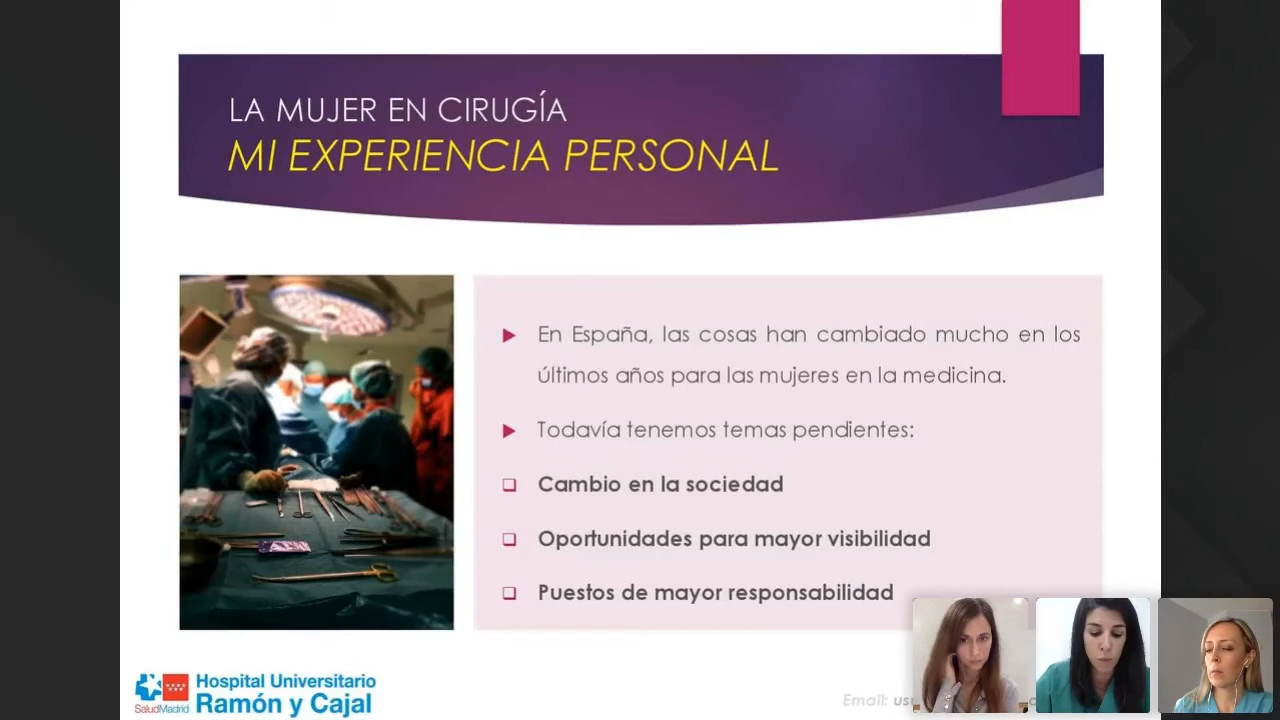 LA MUJER EN CIRUGÍA
MI EXPERIENCIA PERSONAL
En España, las cosas han cambiado mucho en los
últimos años para las mujeres en la medicina.
Todavía tenemos temas pendientes:
Cambio en la sociedad
Oportunidades para mayor visibilidad
Puestos de mayor responsabilidad
Hospital Universitario
Ramón y Cajal
SaludMadrid
Email: